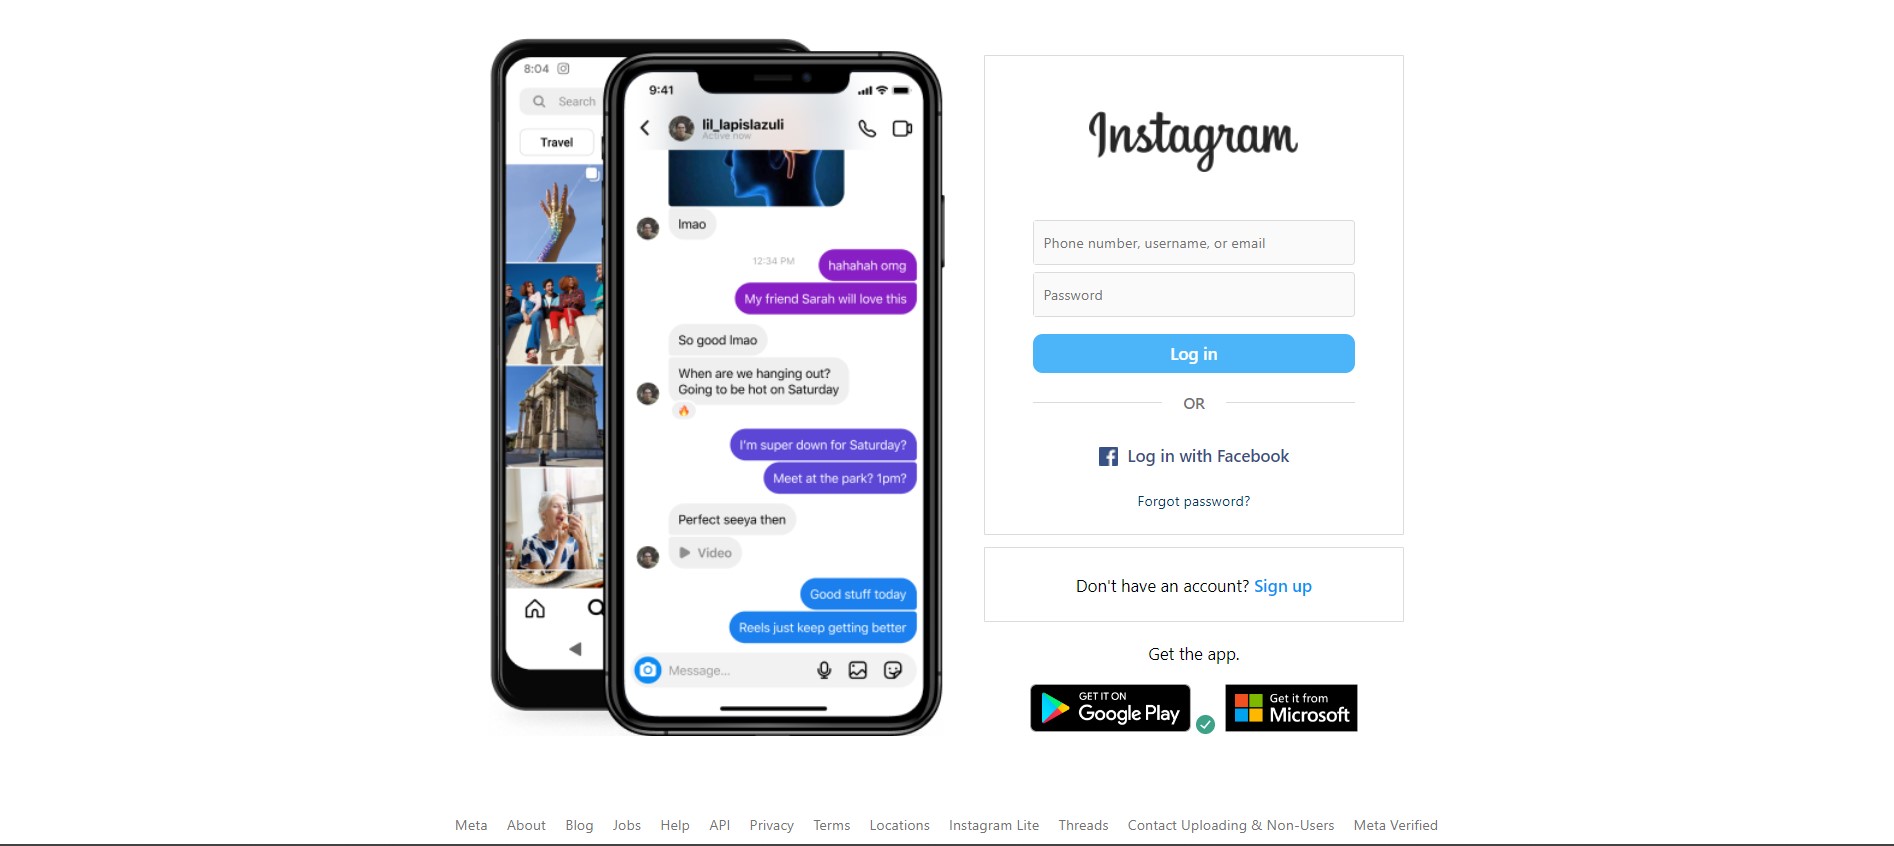 8:04
Search
Travel
9:41
lil_lapislazuli
Active now
lmao
12:34 PM
hahahah omg
My friend Sarah will love this
So good lmao
When are we hanging out?
Going to be hot on Saturday
I'm super down for Saturday?
Meet at the park? 1pm?
Perfect seeya then
Video
Good stuff today
Reels just keep getting better
Message...
Instagram
Phone number, username, or email
Password
Log in
OR
Log in with Facebook
Forgot password?
Don't have an account? Sign up
Get the app.
GET IT ON
Google Play
Get it from
Microsoft
Meta About Blog Jobs Help API Privacy Terms Locations Instagram Lite Threads Contact Uploading & Non-Users Meta Verified